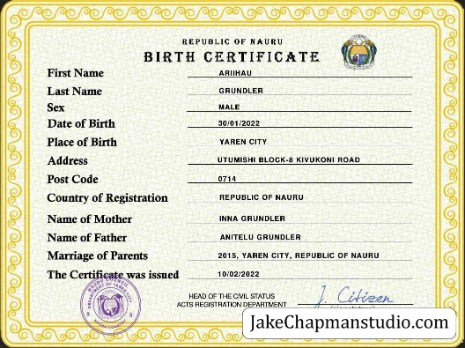 REPUBLIC OF NAURU
BIRTH CERTIFICATE
First Name ARIIHAU
Last Name GRUNDLER
Sex MALE
Date of Birth 30/01/2022
Place of Birth YAREN CITY
Address UTUMISHI BLOCK-8 KIVUKONI ROAD
Post Code 0714
Country of Registration REPUBLIC OF NAURU
Name of Mother INNA GRUNDLER
Name of Father ANITELU GRUNDLER
Marriage of Parents 2015, YAREN CITY, REPUBLIC OF NAURU
The Certificate was issued 10/02/2022
HEAD OF THE CIVIL STATUS
ACTS REGISTRATION DEPARTMENT J. Citizen
JakeChapmanstudio.com